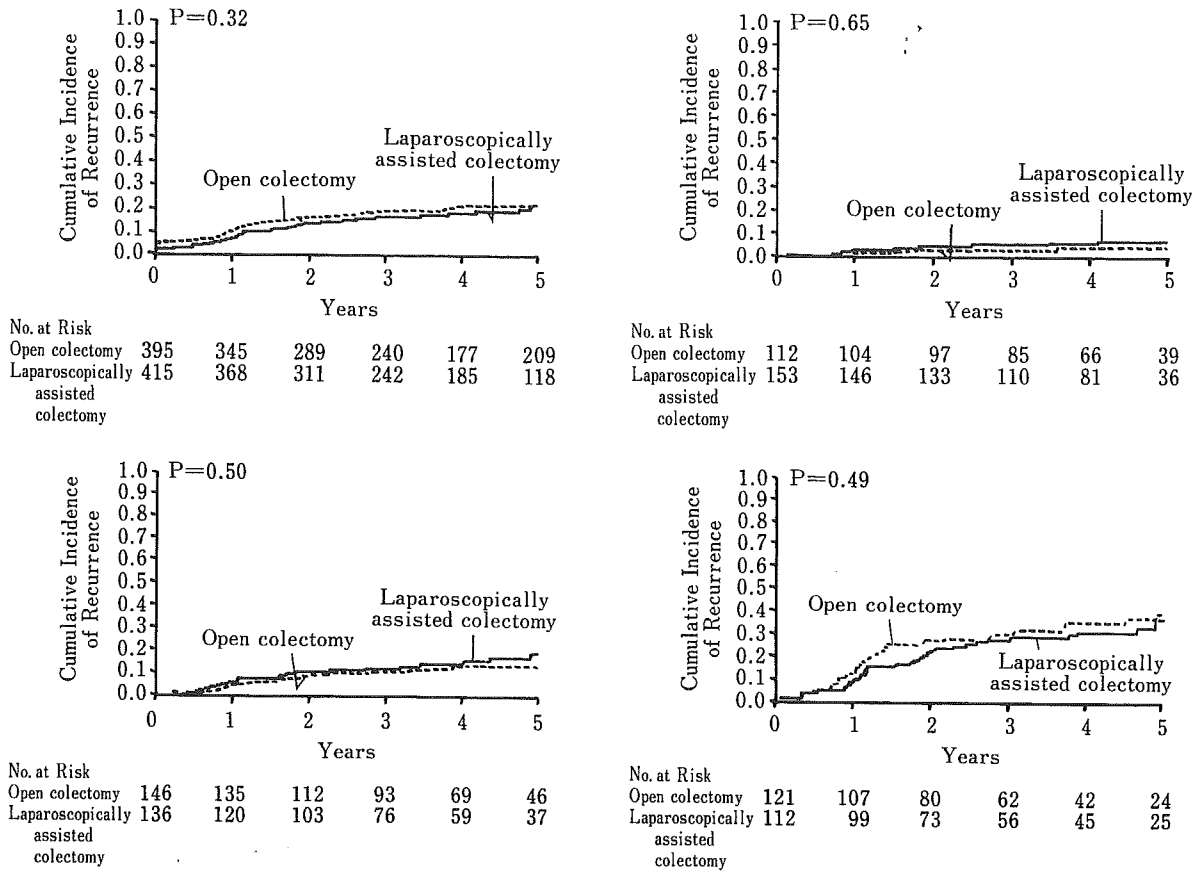 P=0.32
1.0
0.9
0.8
0.7
0.6
0.5
0.4
0.3
0.2
0.1
0.0
Cumulative Incidence
of Recurrence
Laparoscopically
assisted colectomy
Open colectomy
0 1 2 3 4 5
Years
No. at Risk
Open colectomy 395 345 289 240 177 209
Laparoscopically 415 368 311 242 185 118
assisted
colectomy
P=0.65
1.0
0.9
0.8
0.7
0.6
0.5
0.4
0.3
0.2
0.1
0.0
Cumulative Incidence
of Recurrence
Laparoscopically
assisted colectomy
Open colectomy
0 1 2 3 4 5
Years
No. at Risk
Open colectomy 112 104 97 85 66 39
Laparoscopically 153 146 133 110 81 36
assisted
colectomy
P=0.50
1.0
0.9
0.8
0.7
0.6
0.5
0.4
0.3
0.2
0.1
0.0
Cumulative Incidence
of Recurrence
Laparoscopically
assisted colectomy
Open colectomy
0 1 2 3 4 5
Years
No. at Risk
Open colectomy 146 135 112 93 69 46
Laparoscopically 136 120 103 76 59 37
assisted
colectomy
P=0.49
1.0
0.9
0.8
0.7
0.6
0.5
0.4
0.3
0.2
0.1
0.0
Cumulative Incidence
of Recurrence
Open colectomy
Laparoscopically
assisted colectomy
0 1 2 3 4 5
Years
No. at Risk
Open colectomy 121 107 80 62 42 24
Laparoscopically 112 99 73 56 45 25
assisted
colectomy